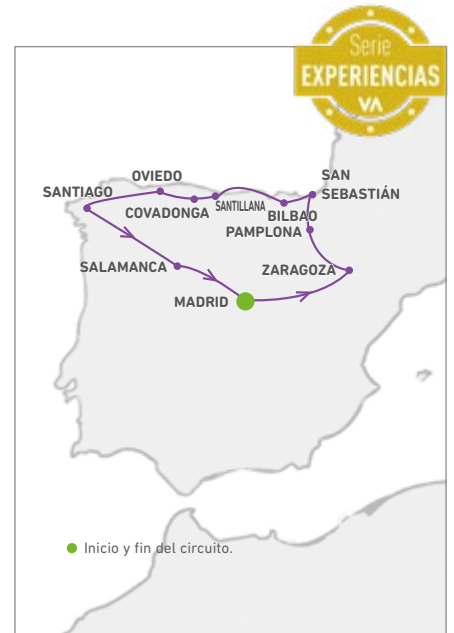 Serie
EXPERIENCIAS
VA
SAN
SEBASTIÁN
OVIEDO
SANTIAGO
COVADONGA
SANTILLANA
BILBAO
PAMPLONA
SALAMANCA
ZARAGOZA
MADRID
Inicio y fin del circuito.